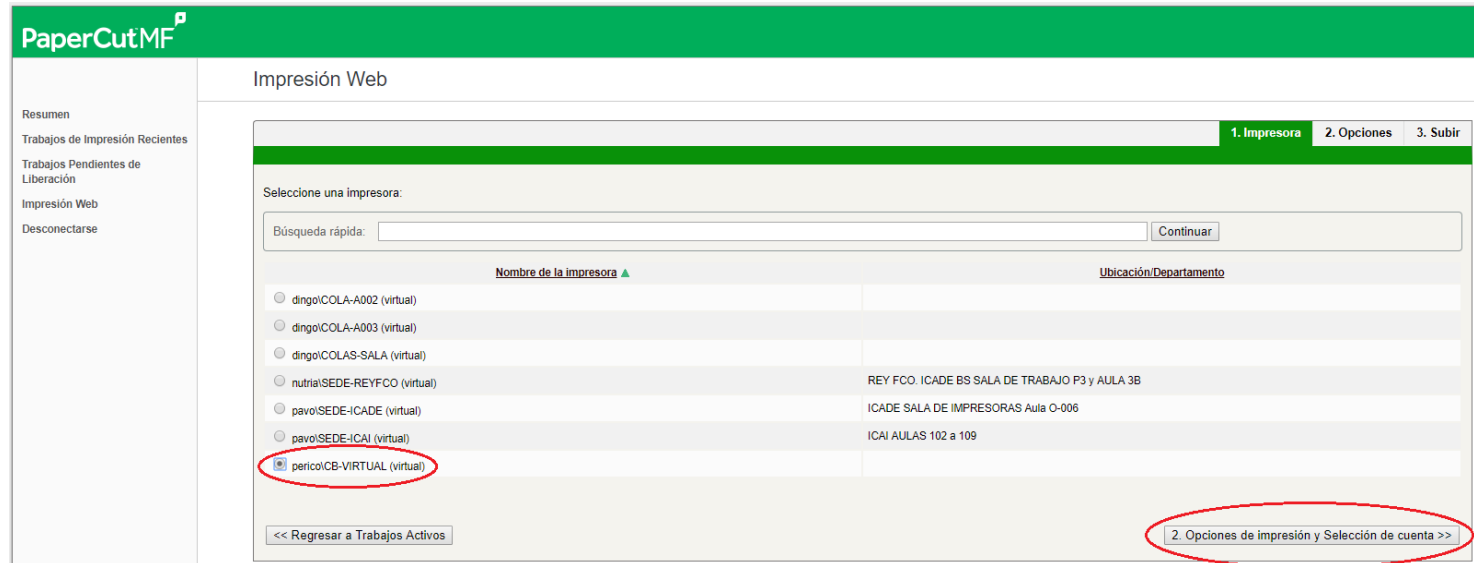 PaperCutMF
Impresión Web
Resumen
Trabajos de Impresión Recientes
Trabajos Pendientes de
Liberación
Impresión Web
Desconectarse
1. Impresora 2. Opciones 3. Subir
Seleccione una impresora:
Búsqueda rápida: Continuar
Nombre de la impresora ▲ Ubicación/Departamento
dingo\COLA-A002 (virtual)
dingo\COLA-A003 (virtual)
dingo\COLAS-SALA (virtual)
nutria\SEDE-REYFCO (virtual) REY FCO. ICADE BS SALA DE TRABAJO P3 y AULA 3B
pavo\SEDE-ICADE (virtual) ICADE SALA DE IMPRESORAS Aula O-006
pavo\SEDE-ICAI (virtual) ICAI AULAS 102 a 109
perico\CB-VIRTUAL (virtual)
<< Regresar a Trabajos Activos 2. Opciones de impresión y Selección de cuenta >>